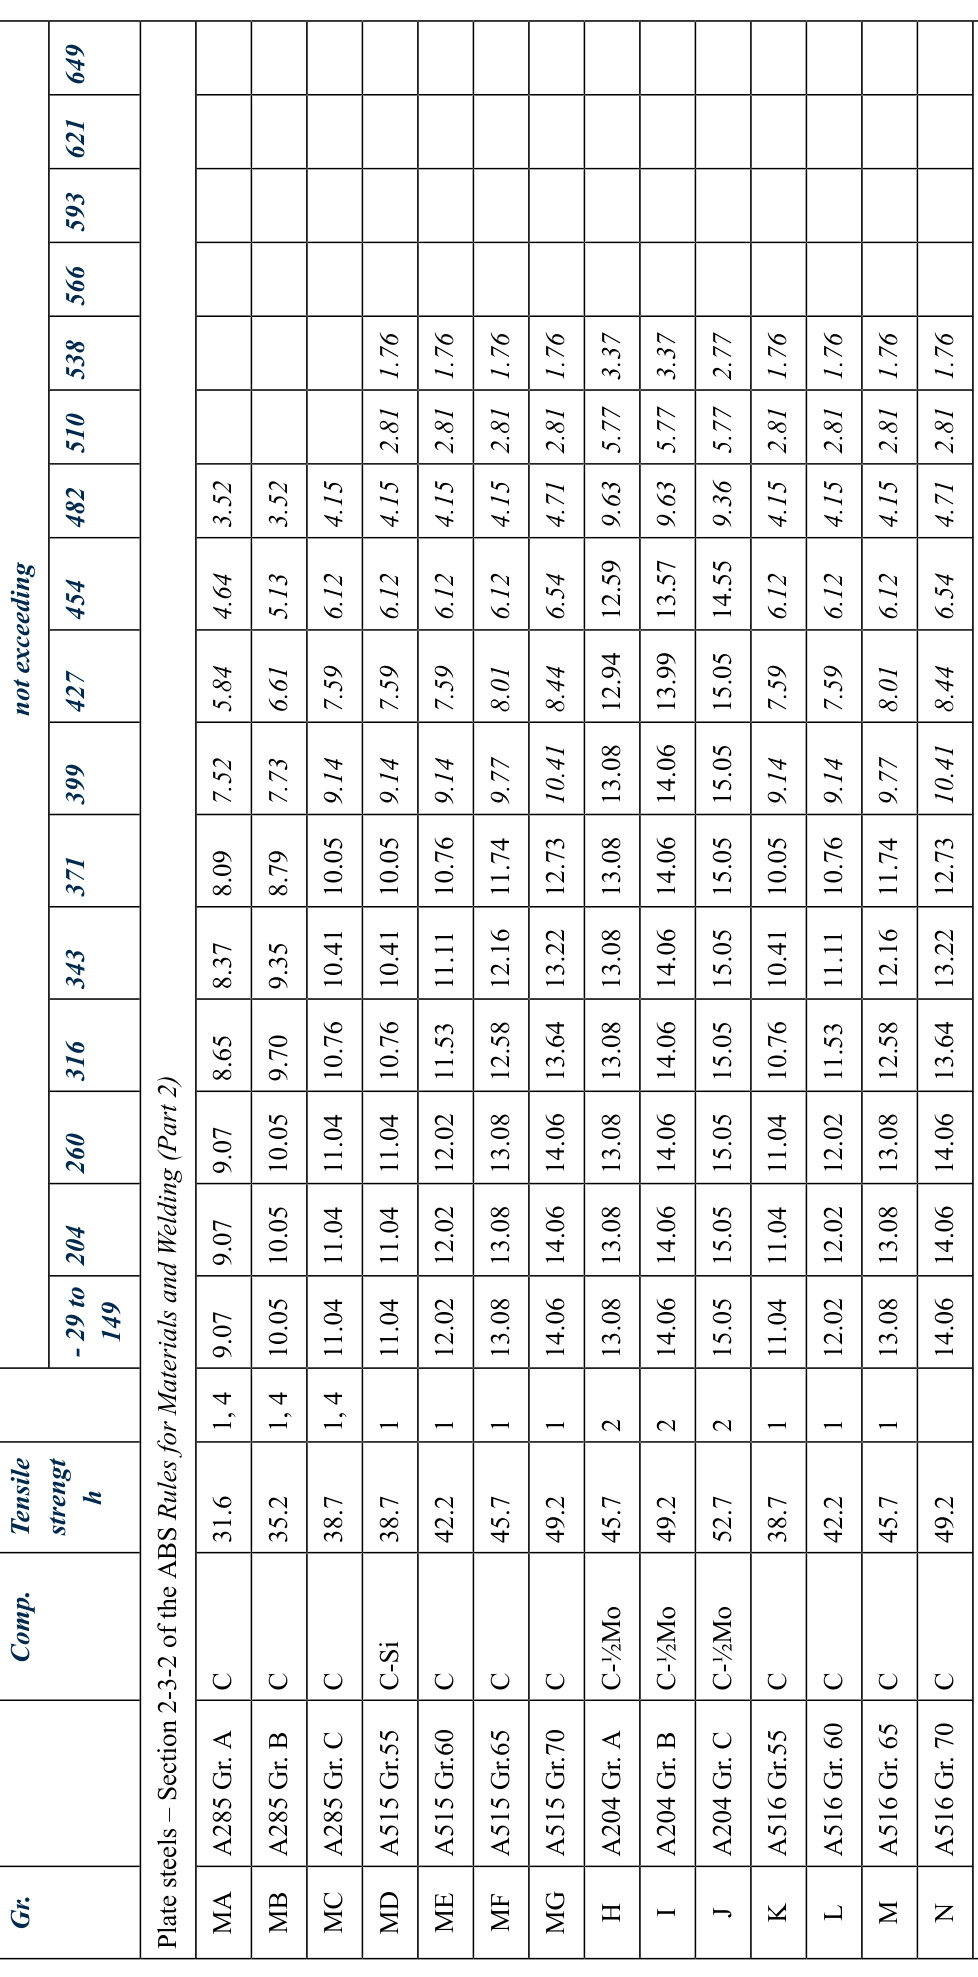 Gr. Comp. Tensile strengt h not exceeding
- 29 to 149 204 260 316 343 371 399 427 454 482 510 538 566 593 621 649
Plate steels – Section 2-3-2 of the ABS Rules for Materials and Welding (Part 2)
MA A285 Gr. A C 31.6 1, 4 9.07 9.07 9.07 8.65 8.37 8.09 7.52 5.84 4.64 3.52
MB A285 Gr. B C 35.2 1, 4 10.05 10.05 10.05 9.70 9.35 8.79 7.73 6.61 5.13 3.52
MC A285 Gr. C C 38.7 1, 4 11.04 11.04 11.04 10.76 10.41 10.05 9.14 7.59 6.12 4.15
MD A515 Gr.55 C-Si 38.7 1 11.04 11.04 11.04 10.76 10.41 10.05 9.14 7.59 6.12 4.15 2.81 1.76
ME A515 Gr.60 C 42.2 1 12.02 12.02 12.02 11.53 11.11 10.76 9.14 7.59 6.12 4.15 2.81 1.76
MF A515 Gr.65 C 45.7 1 13.08 13.08 13.08 12.58 12.16 11.74 9.77 8.01 6.12 4.15 2.81 1.76
MG A515 Gr.70 C 49.2 1 14.06 14.06 14.06 13.64 13.22 12.73 10.41 8.44 6.54 4.71 2.81 1.76
H A204 Gr. A C-½Mo 45.7 2 13.08 13.08 13.08 13.08 13.08 13.08 13.08 12.94 12.59 9.63 5.77 3.37
I A204 Gr. B C-½Mo 49.2 2 14.06 14.06 14.06 14.06 14.06 14.06 14.06 13.99 13.57 9.63 5.77 3.37
J A204 Gr. C C-½Mo 52.7 2 15.05 15.05 15.05 15.05 15.05 15.05 15.05 15.05 14.55 9.36 5.77 2.77
K A516 Gr.55 C 38.7 1 11.04 11.04 11.04 10.76 10.41 10.05 9.14 7.59 6.12 4.15 2.81 1.76
L A516 Gr. 60 C 42.2 1 12.02 12.02 12.02 11.53 11.11 10.76 9.14 7.59 6.12 4.15 2.81 1.76
M A516 Gr. 65 C 45.7 1 13.08 13.08 13.08 12.58 12.16 11.74 9.77 8.01 6.12 4.15 2.81 1.76
N A516 Gr. 70 C 49.2 14.06 14.06 14.06 13.64 13.22 12.73 10.41 8.44 6.54 4.71 2.81 1.76